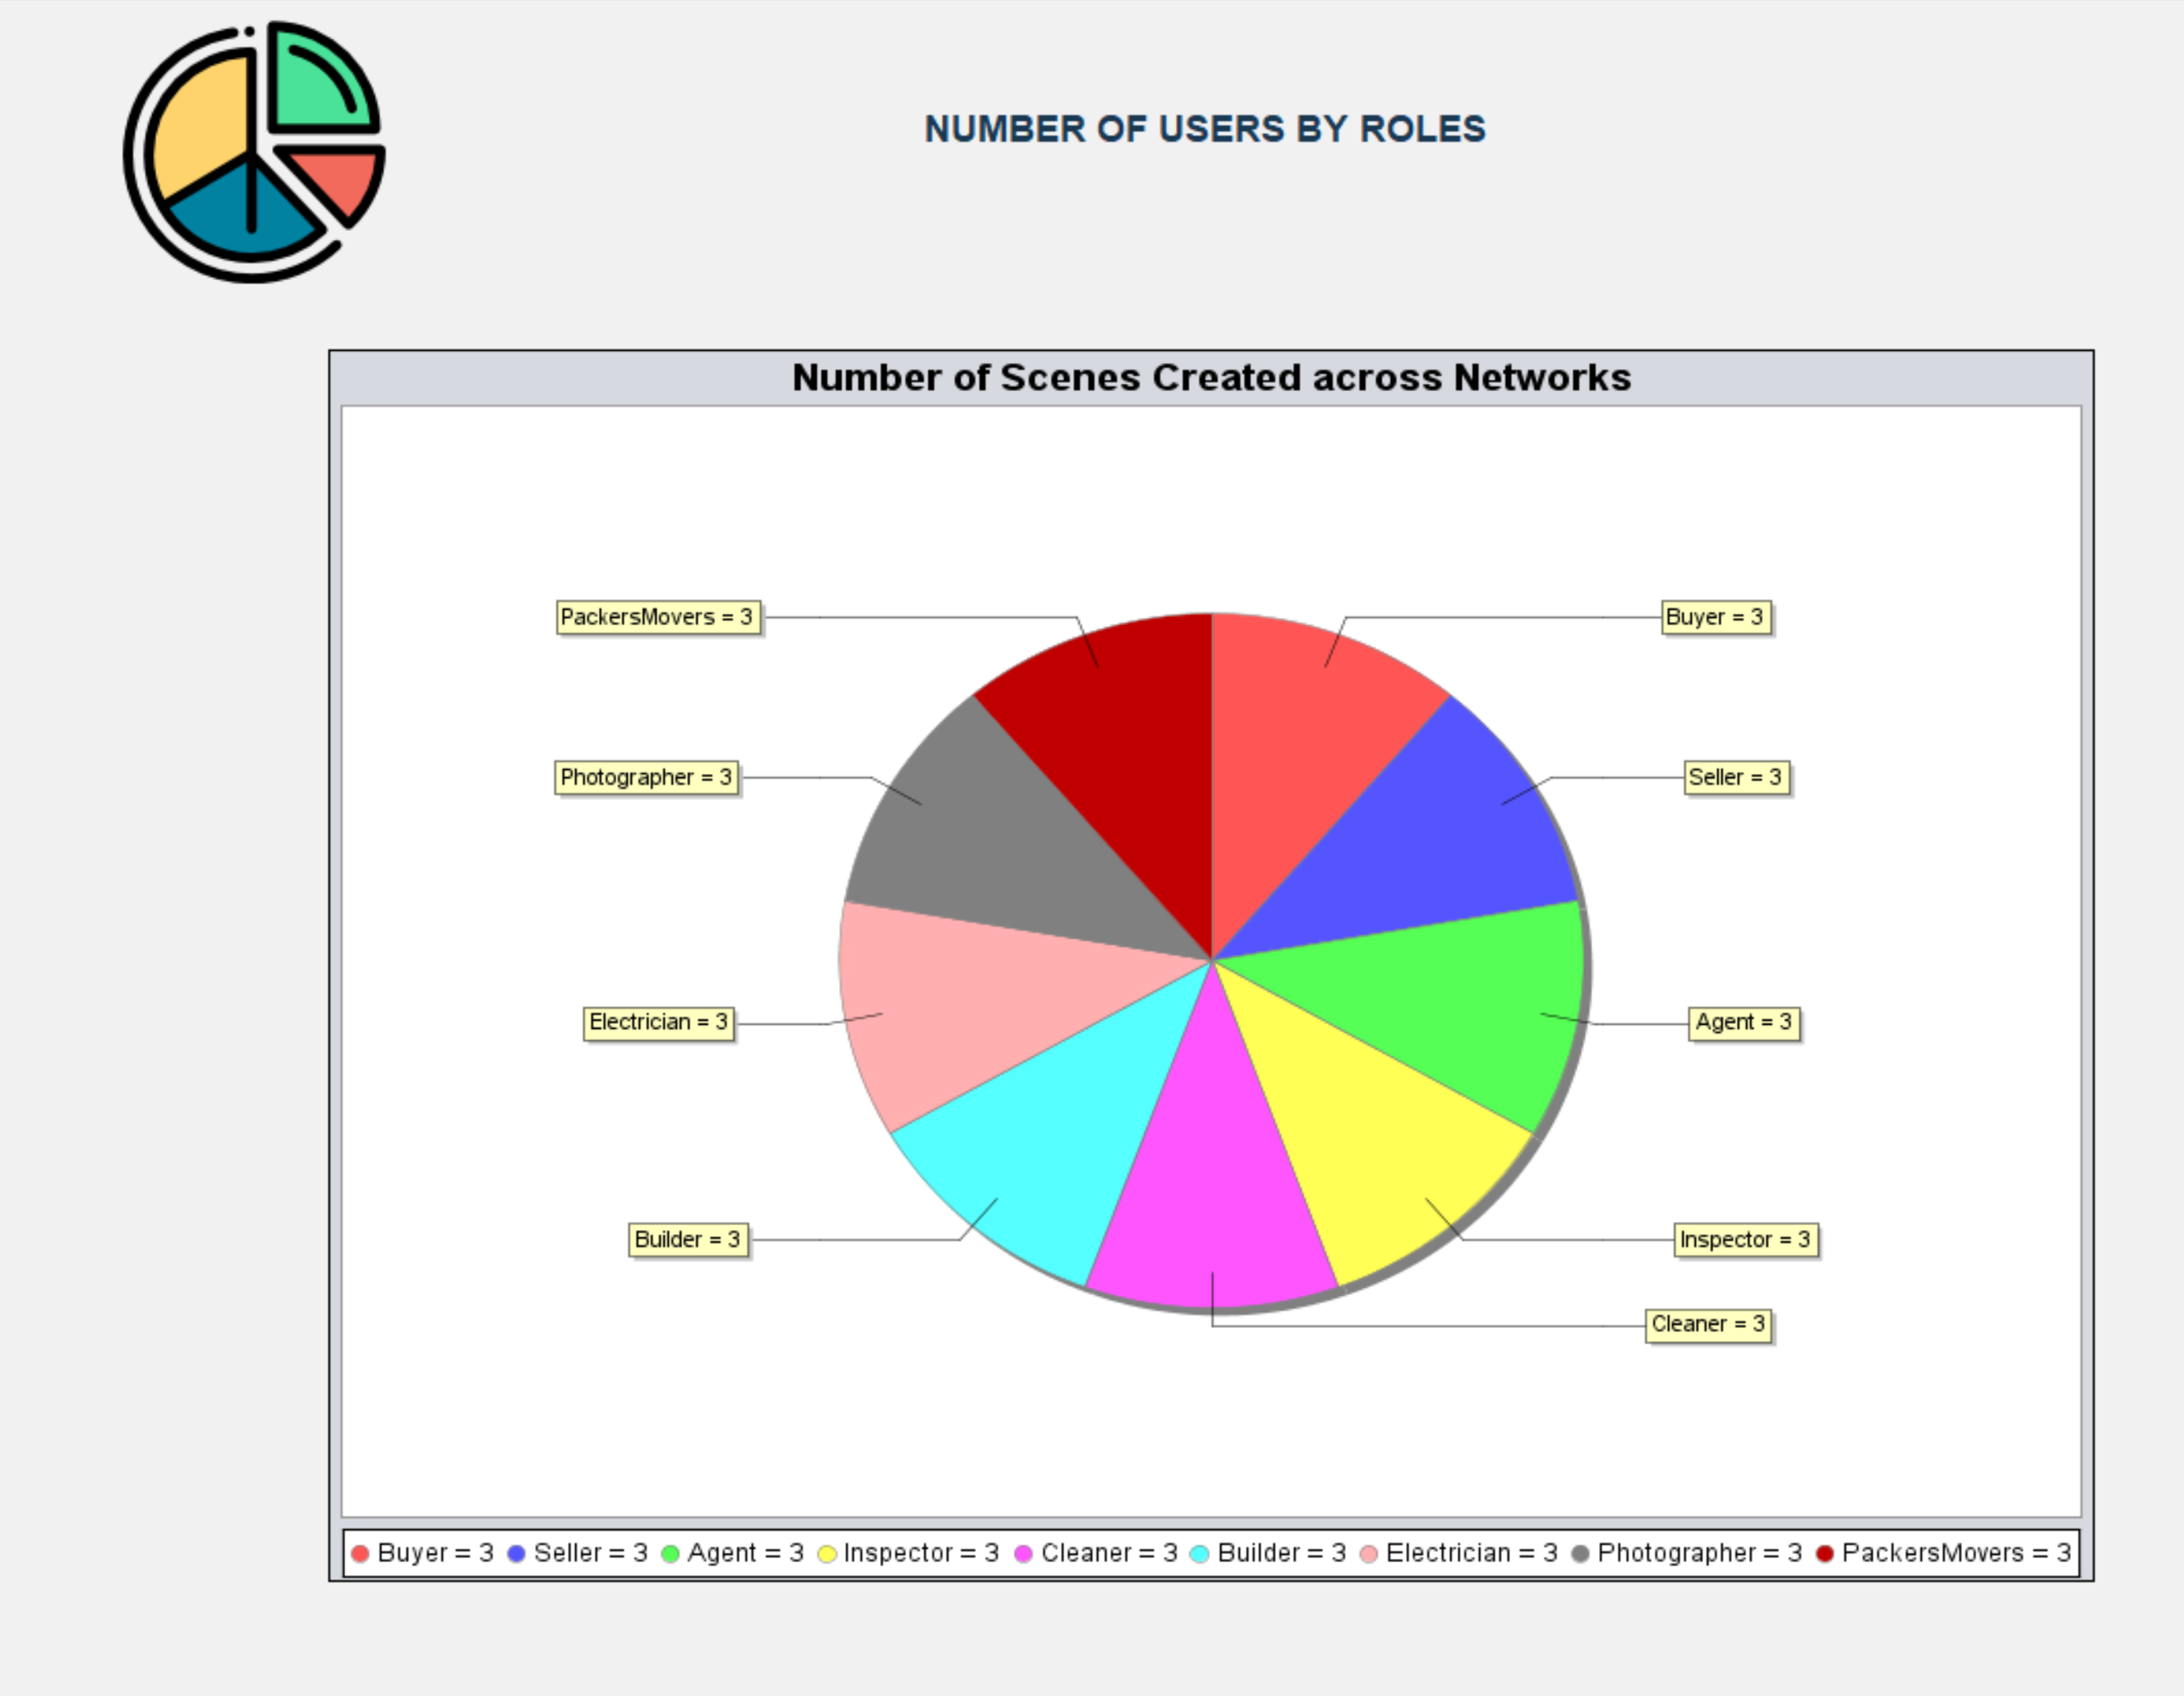 NUMBER OF USERS BY ROLES
Number of Scenes Created across Networks
PackersMovers = 3
Buyer = 3
Photographer = 3
Seller = 3
Electrician = 3
Agent = 3
Builder = 3
Inspector = 3
Cleaner = 3
Buyer = 3 Seller = 3 Agent = 3 Inspector = 3 Cleaner = 3 Builder = 3 Electrician = 3 Photographer = 3 PackersMovers = 3